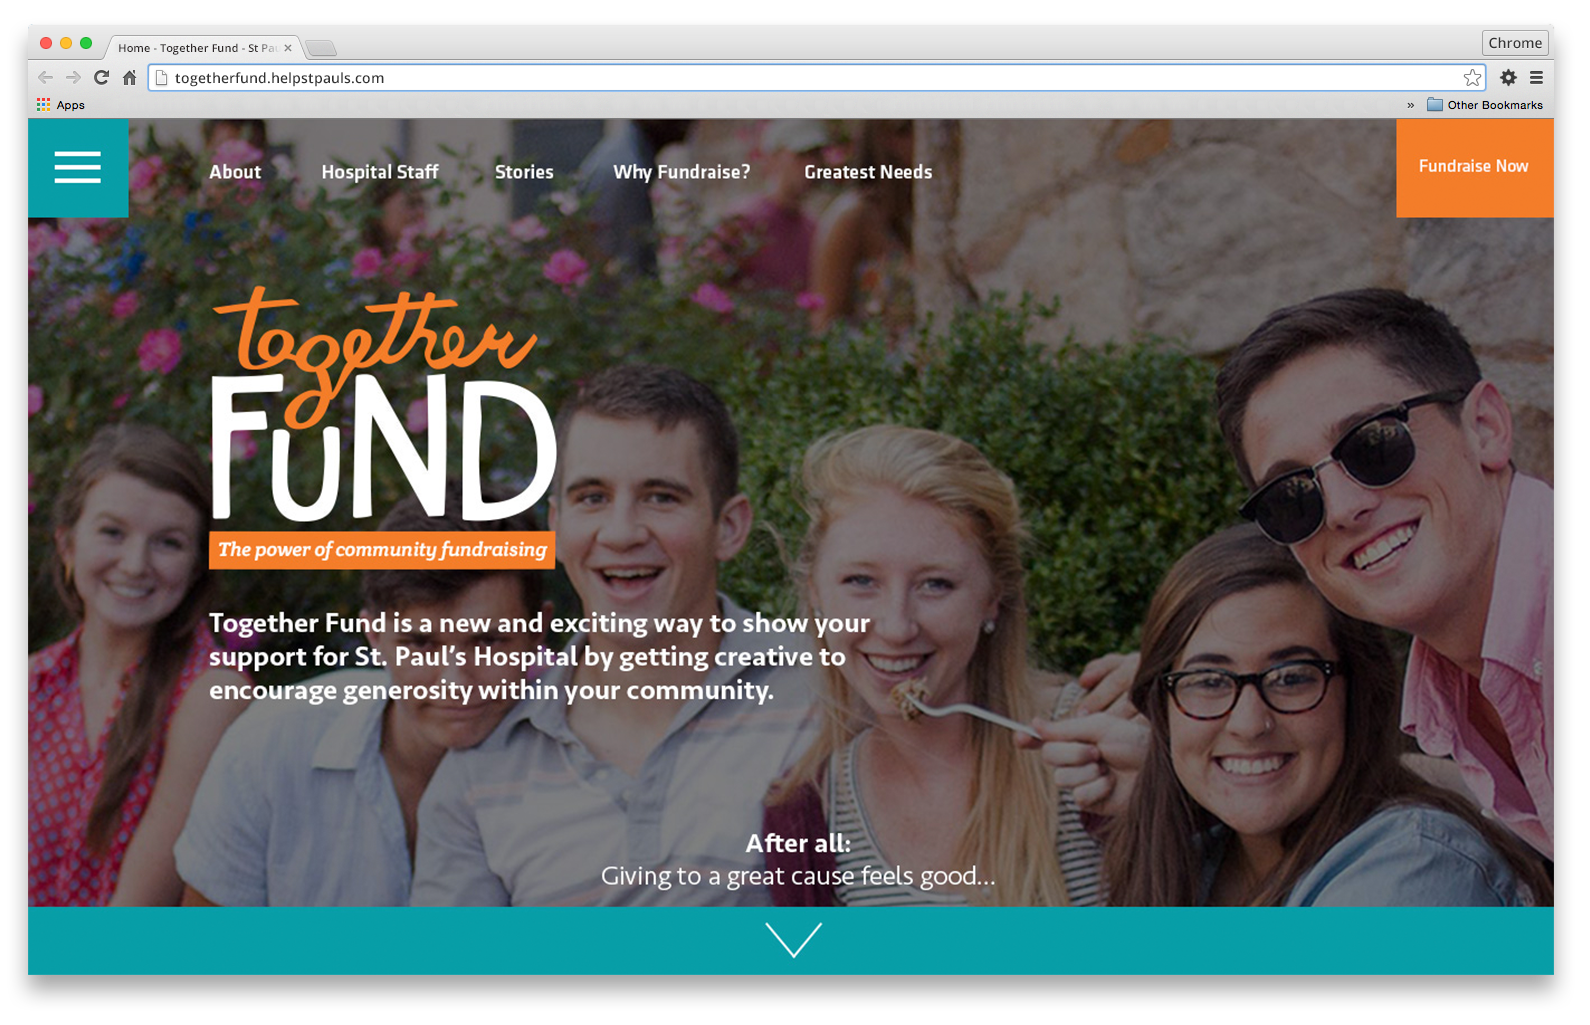 Home - Together Fund - St Pau
Chrome
togetherfund.helpstpauls.com
Apps
» Other Bookmarks
About Hospital Staff Stories Why Fundraise? Greatest Needs
Fundraise Now
together
FuND
The power of community fundraising
Together Fund is a new and exciting way to show your
support for St. Paul's Hospital by getting creative to
encourage generosity within your community.
After all:
Giving to a great cause feels good...